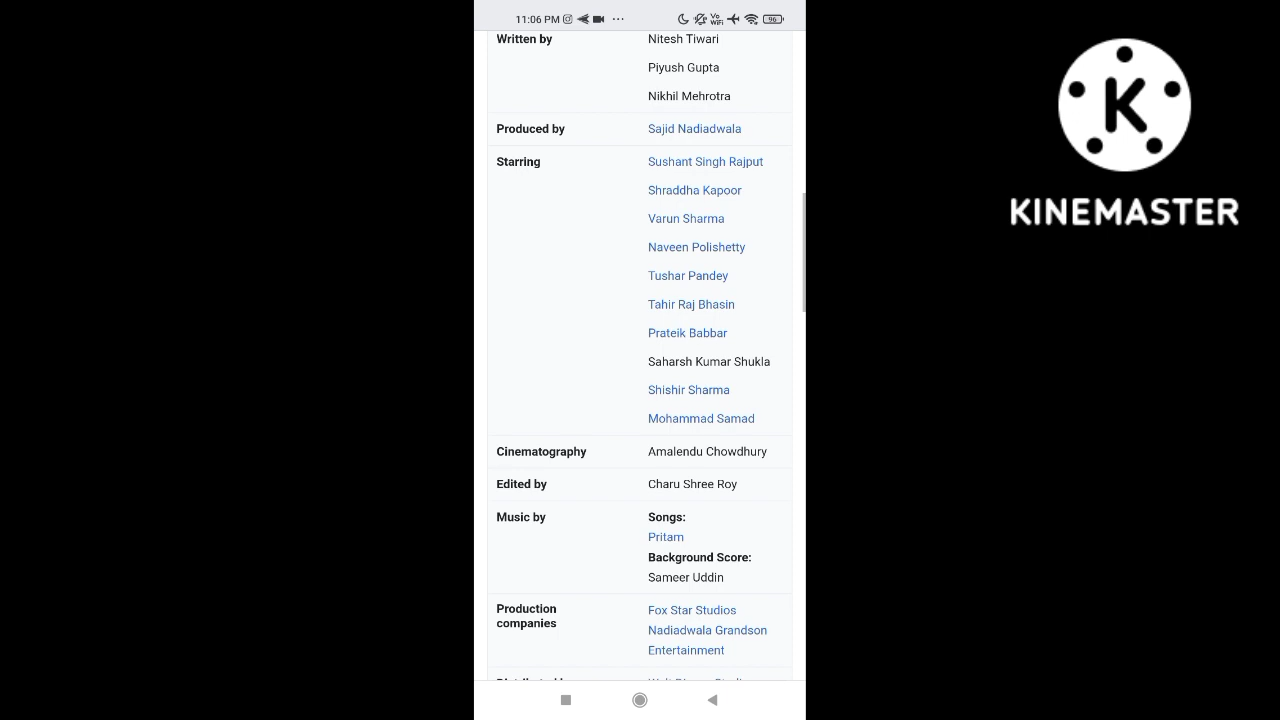 11:06 PM
Vo
WiFi
96
Written by
Nitesh Tiwari
Piyush Gupta
Nikhil Mehrotra
Produced by
Sajid Nadiadwala
Starring
Sushant Singh Rajput
Shraddha Kapoor
Varun Sharma
Naveen Polishetty
Tushar Pandey
Tahir Raj Bhasin
Prateik Babbar
Saharsh Kumar Shukla
Shishir Sharma
Mohammad Samad
Cinematography
Amalendu Chowdhury
Edited by
Charu Shree Roy
Music by
Songs:
Pritam
Background Score:
Sameer Uddin
Production
companies
Fox Star Studios
Nadiadwala Grandson
Entertainment
K
KINEMASTER